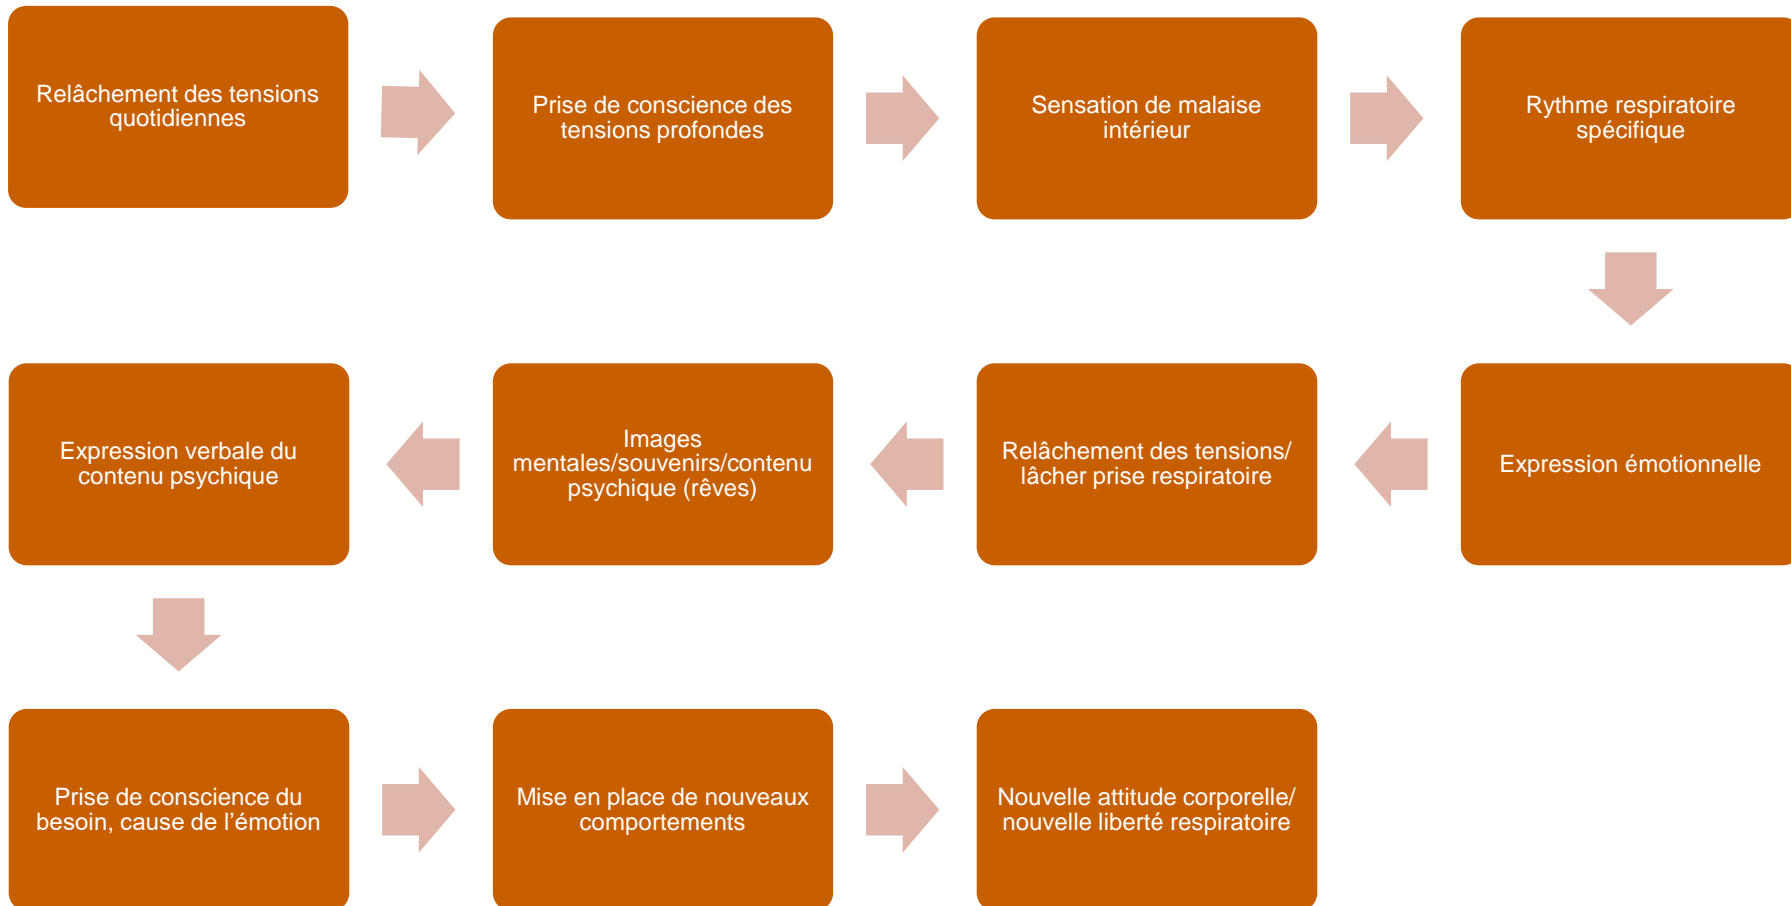 Relâchement des tensions
quotidiennes
Prise de conscience des
tensions profondes
Sensation de malaise
intérieur
Rythme respiratoire
spécifique
Expression émotionnelle
Relâchement des tensions/
lâcher prise respiratoire
Images
mentales/souvenirs/contenu
psychique (rêves)
Expression verbale du
contenu psychique
Prise de conscience du
besoin, cause de l’émotion
Mise en place de nouveaux
comportements
Nouvelle attitude corporelle/
nouvelle liberté respiratoire